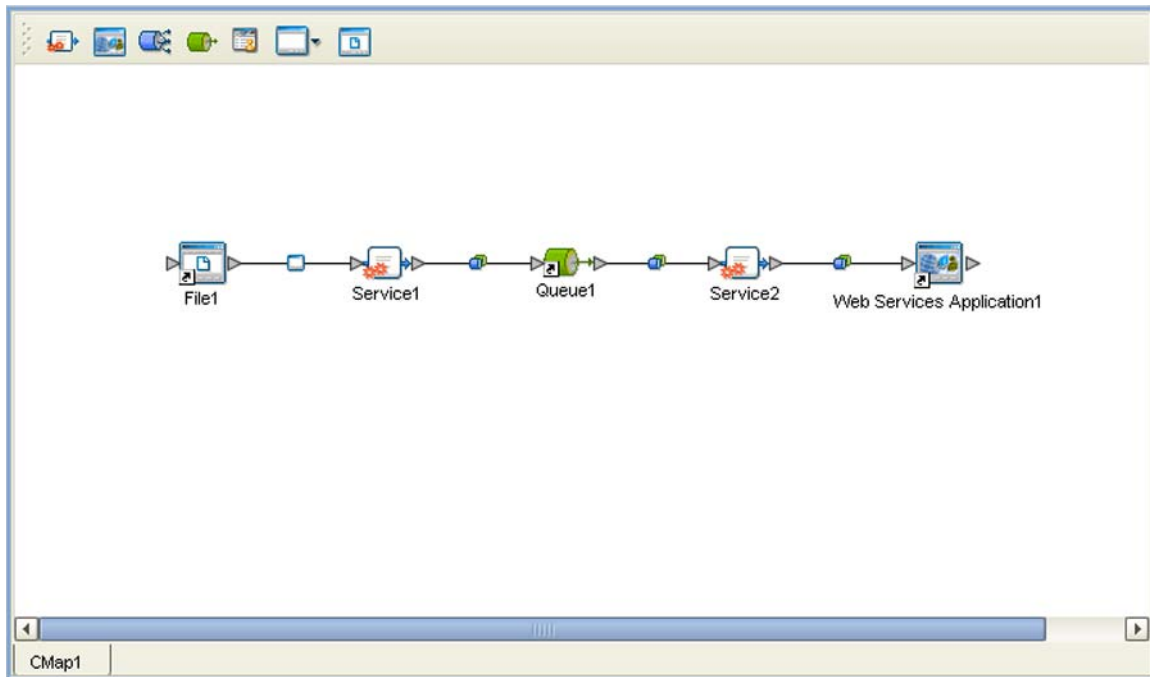 File1
Service1
Queue1
Service2
Web Services Application1
CMap1